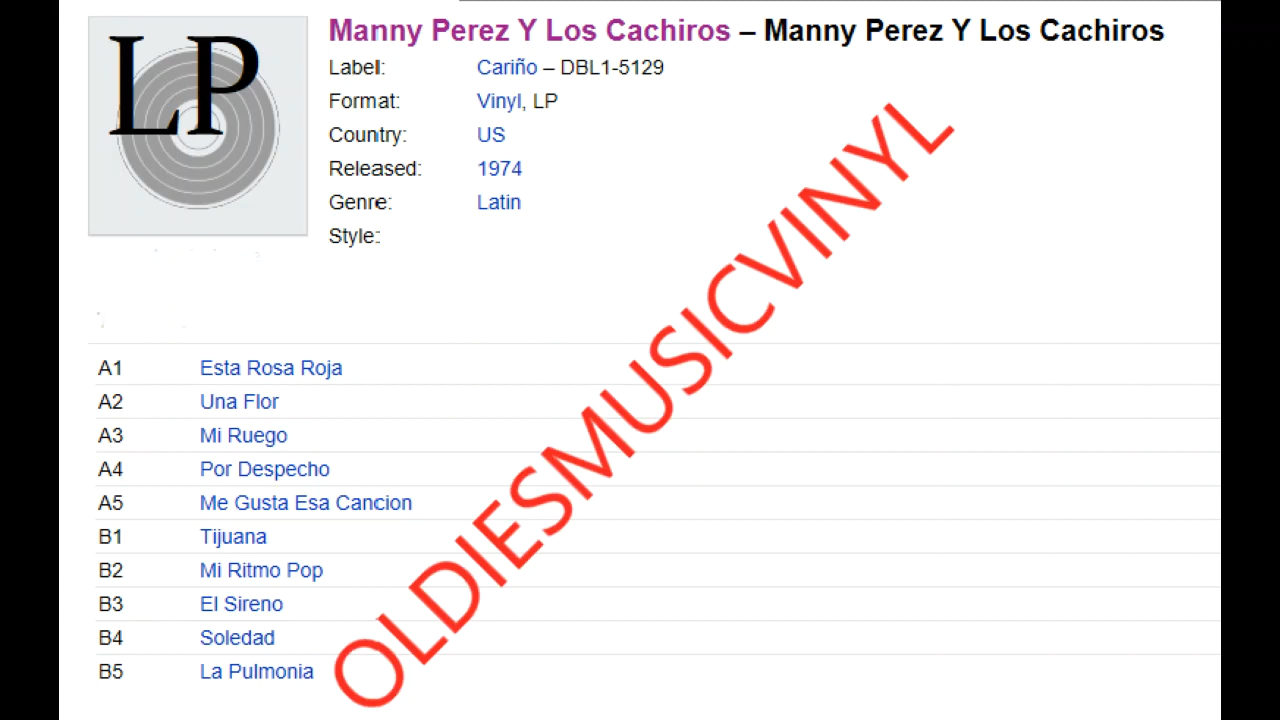 LP
Manny Perez Y Los Cachiros – Manny Perez Y Los Cachiros
Label: Cariño – DBL1-5129
Format: Vinyl, LP
Country: US
Released: 1974
Genre: Latin
Style:
A1 Esta Rosa Roja
A2 Una Flor
A3 Mi Ruego
A4 Por Despecho
A5 Me Gusta Esa Cancion
B1 Tijuana
B2 Mi Ritmo Pop
B3 El Sireno
B4 Soledad
B5 La Pulmonia
OLDIESMUSICVINYL